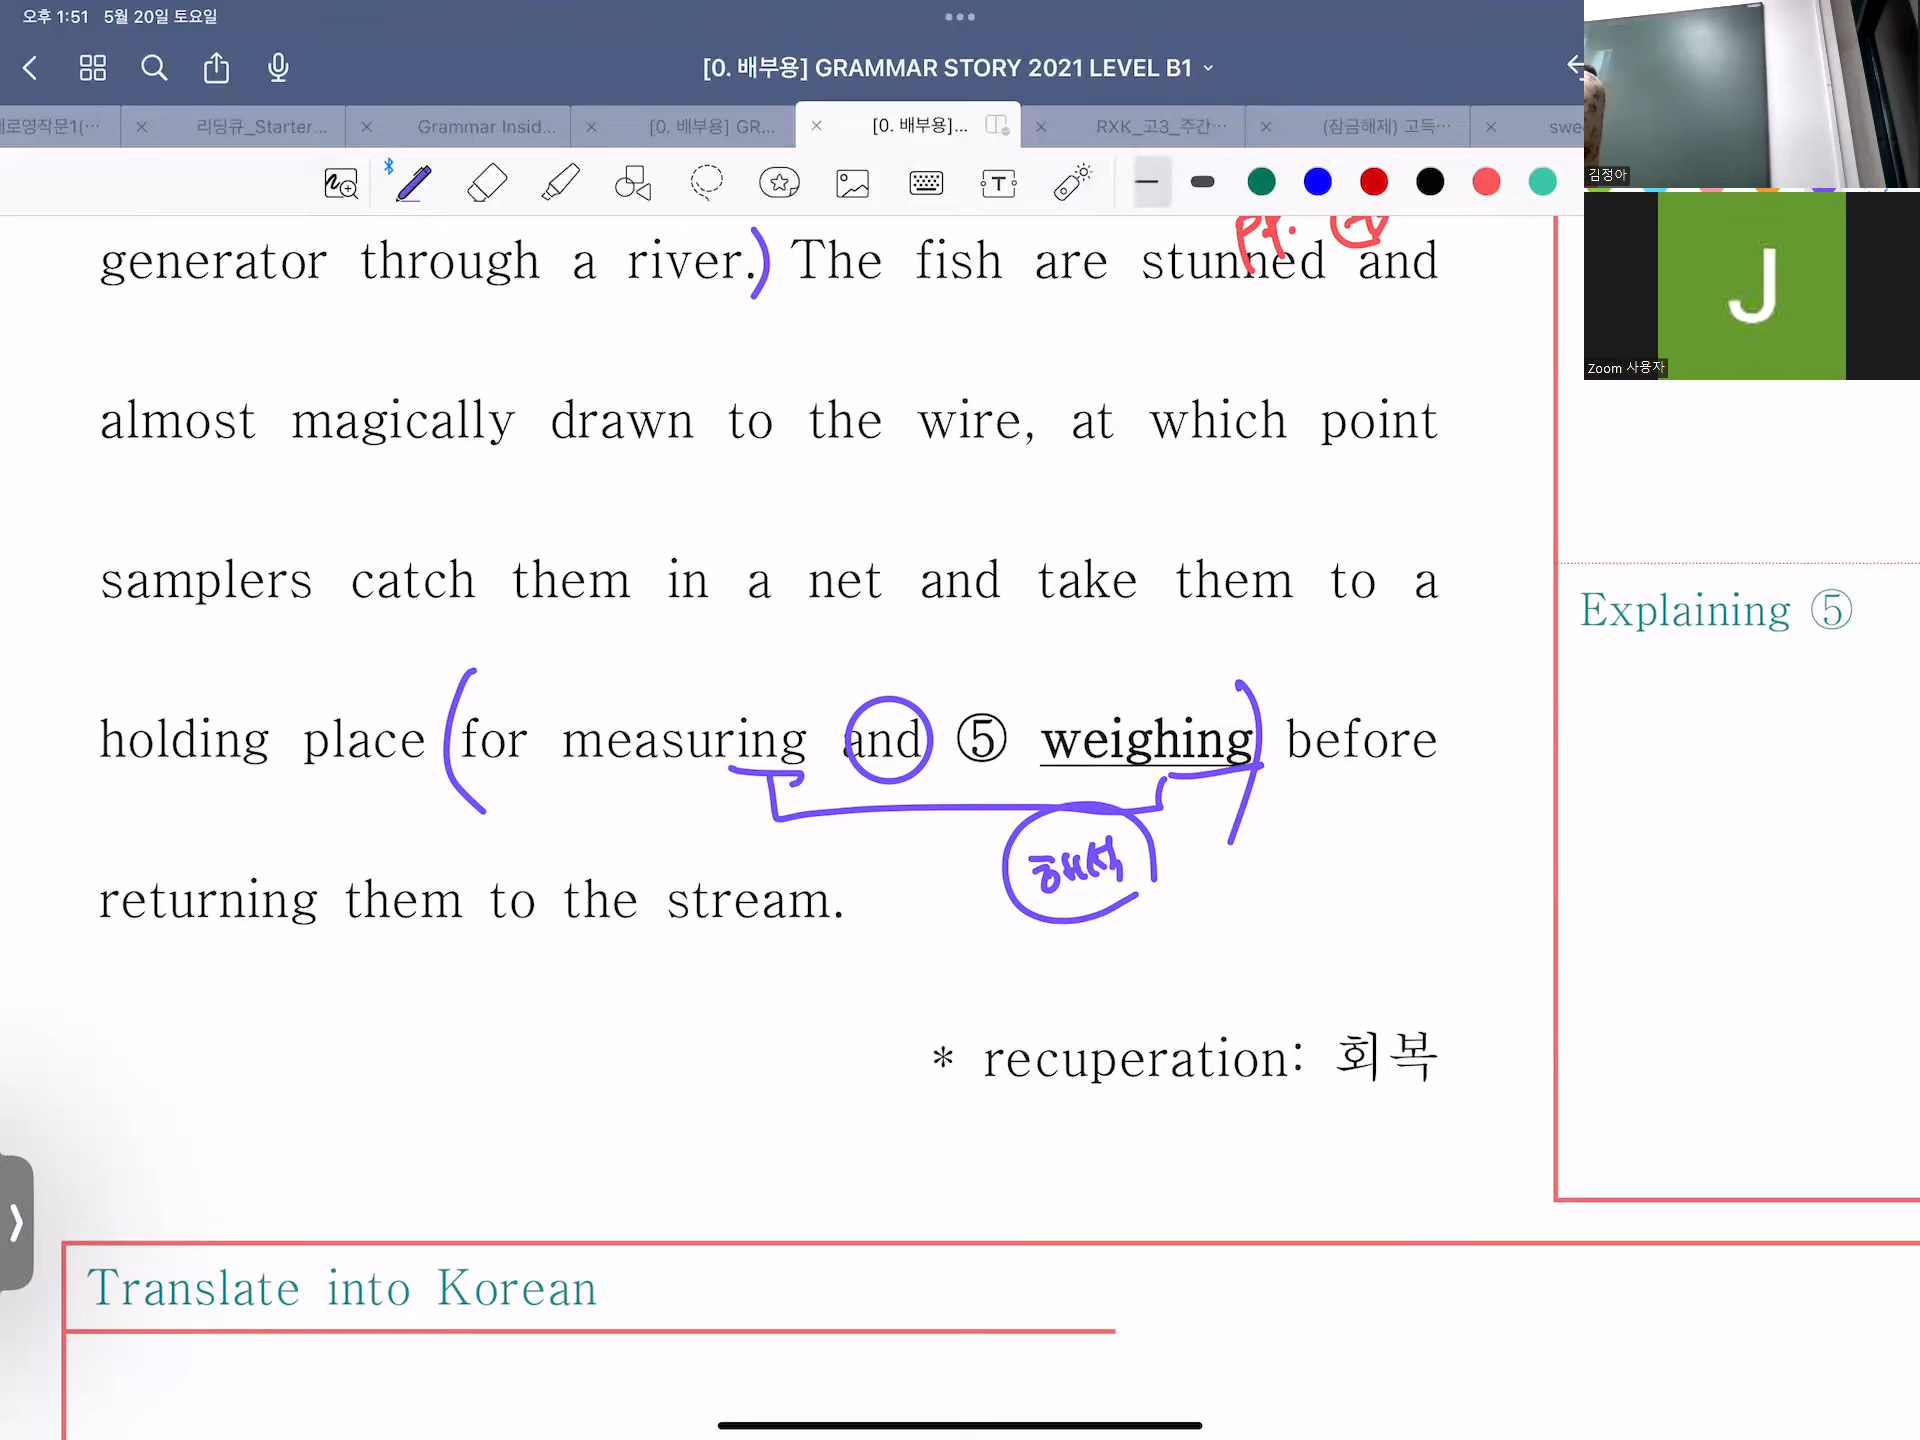 오후 1:51 5월 20일 토요일
[0. 배부용] GRAMMAR STORY 2021 LEVEL B1
리딩큐_Starter...
Grammar Insid...
[0. 배부용] GR...
[0. 배부용]...
RXK_고3_주간...
(잠금해제) 고득...
김정아
J
Zoom 사용자
pp.
generator through a river.) The fish are stunned and
almost magically drawn to the wire, at which point
samplers catch them in a net and take them to a
holding place (for measuring and ⑤ weighing) before
해석
returning them to the stream.
* recuperation: 회복
Explaining ⑤
Translate into Korean